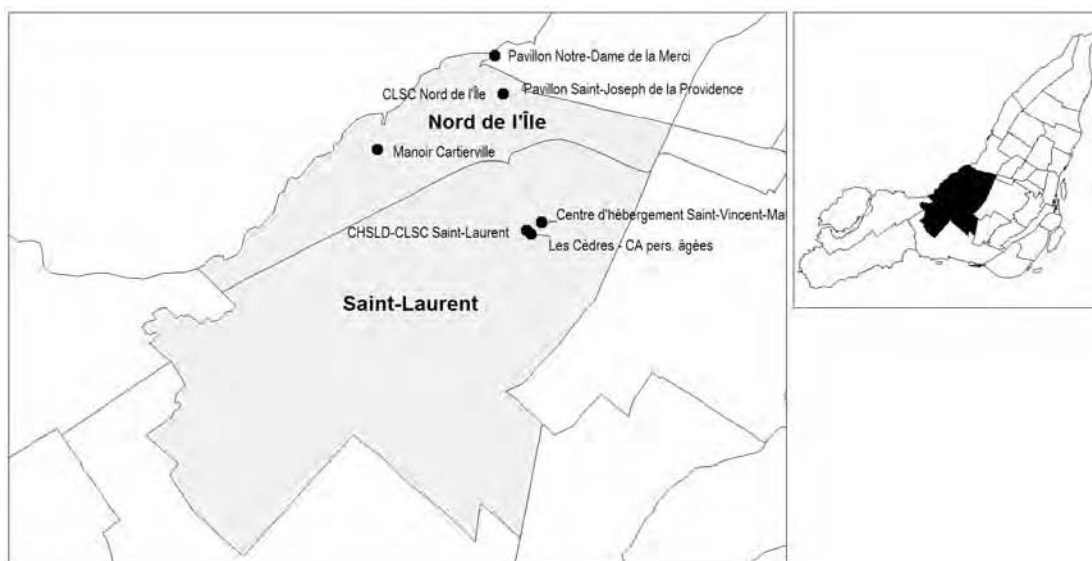 Pavillon Notre-Dame de la Merci
CLSC Nord de l'Île
Pavillon Saint-Joseph de la Providence
Nord de l'Île
Manoir Cartierville
Centre d'hébergement Saint-Vincent-Ma
CHSLD-CLSC Saint-Laurent
Les Cèdres - CA pers. âgées
Saint-Laurent